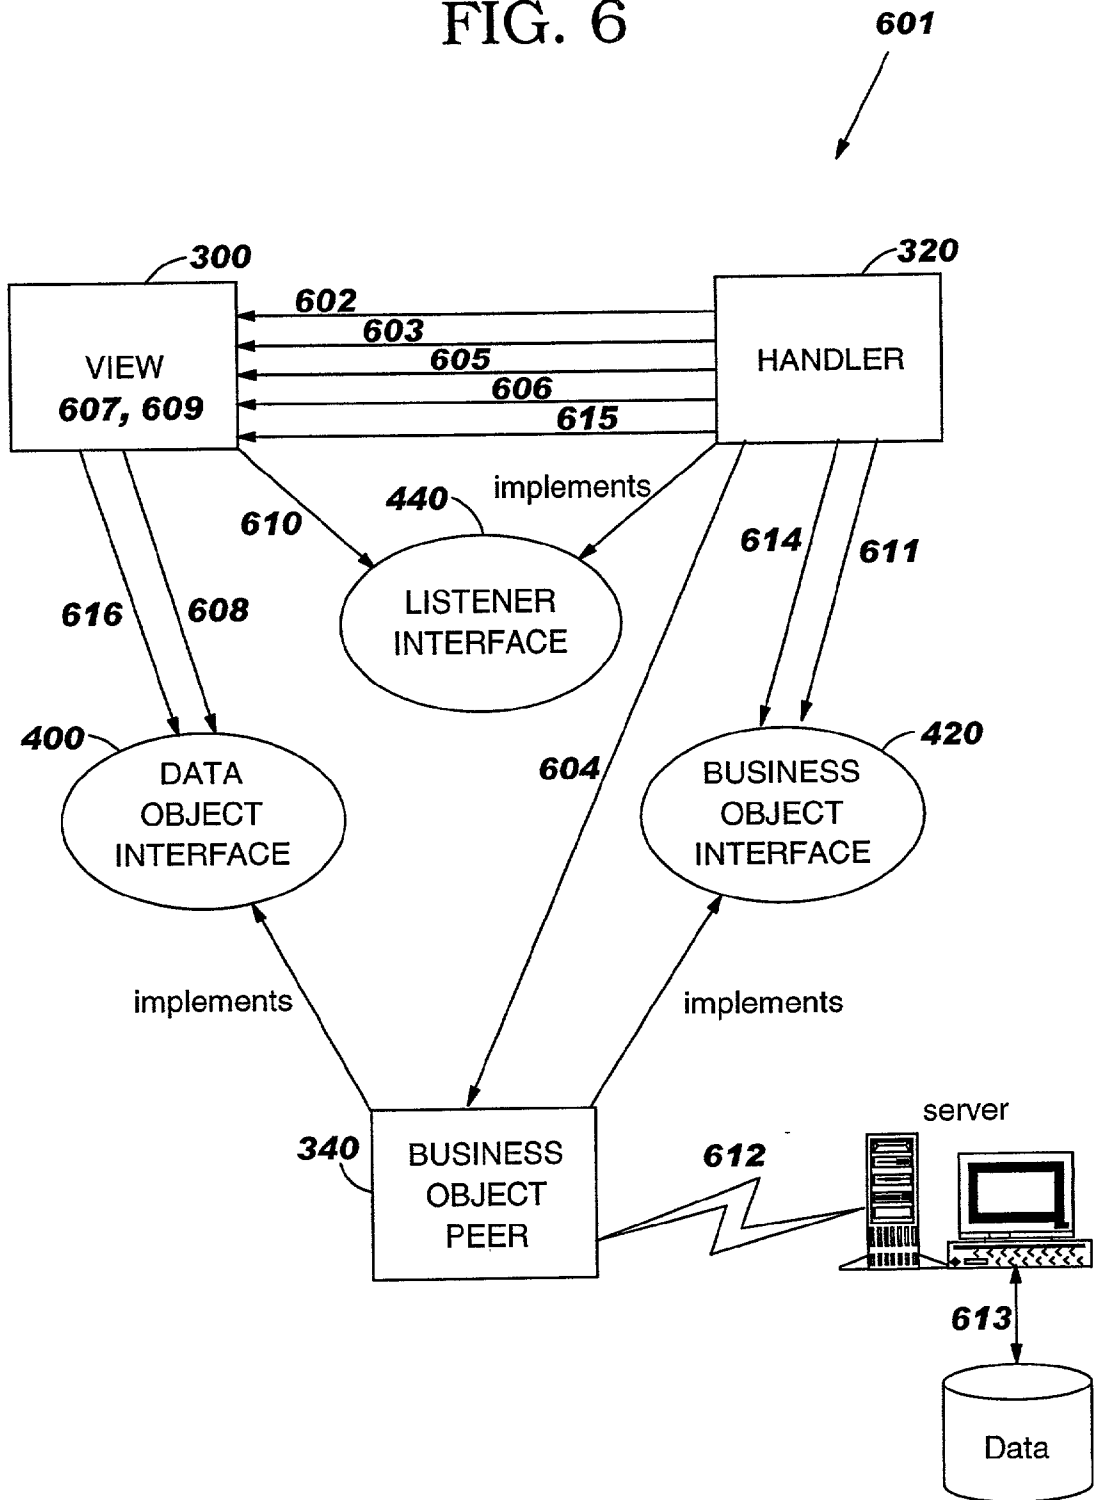 FIG. 6
601
300
320
602
603
605
606
615
VIEW
607, 609
HANDLER
440
implements
610
614
611
LISTENER
INTERFACE
616
608
400
604
420
DATA
OBJECT
INTERFACE
BUSINESS
OBJECT
INTERFACE
implements
implements
server
340
BUSINESS
OBJECT
PEER
612
613
Data